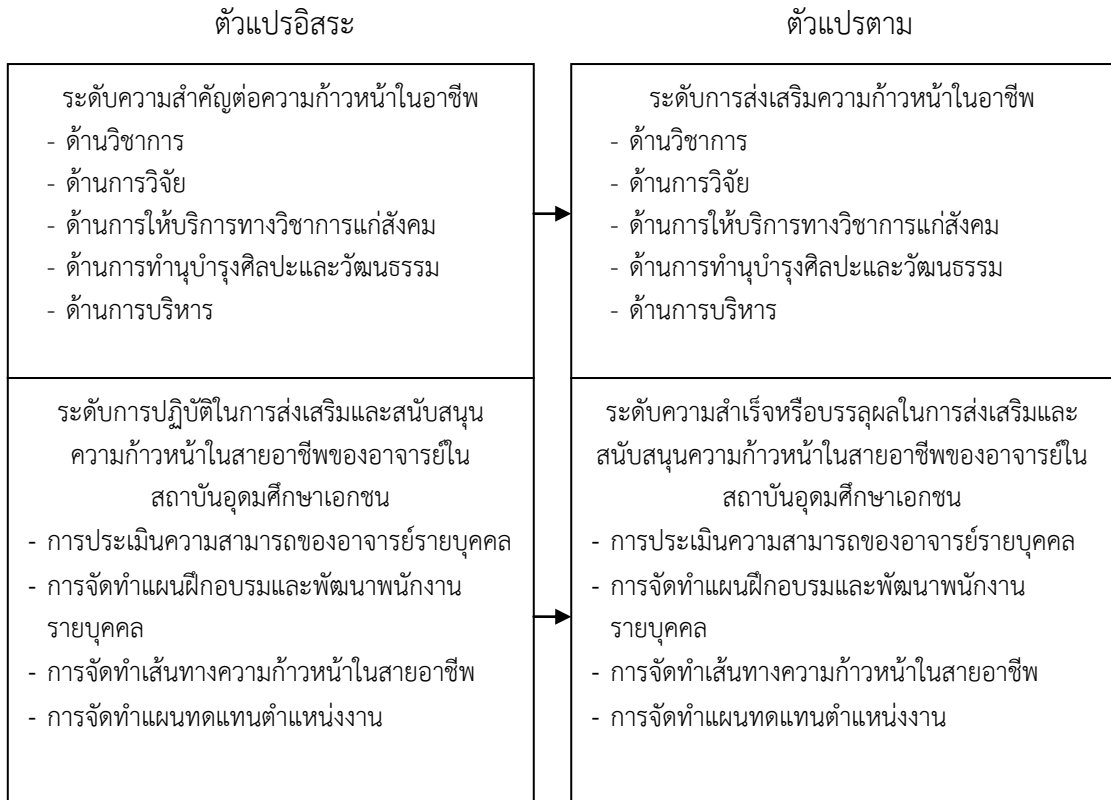 ตัวแปรอิสระ
ระดับความสำคัญต่อความก้าวหน้าในอาชีพ
- ด้านวิชาการ
- ด้านการวิจัย
- ด้านการให้บริการทางวิชาการแก่สังคม
- ด้านการทำนุบำรุงศิลปะและวัฒนธรรม
- ด้านการบริหาร
ระดับการปฏิบัติในการส่งเสริมและสนับสนุน
ความก้าวหน้าในสายอาชีพของอาจารย์ใน
สถาบันอุดมศึกษาเอกชน
- การประเมินความสามารถของอาจารย์รายบุคคล
- การจัดทำแผนฝึกอบรมและพัฒนาพนักงาน
รายบุคคล
- การจัดทำเส้นทางความก้าวหน้าในสายอาชีพ
- การจัดทำแผนทดแทนตำแหน่งงาน
ตัวแปรตาม
ระดับการส่งเสริมความก้าวหน้าในอาชีพ
- ด้านวิชาการ
- ด้านการวิจัย
- ด้านการให้บริการทางวิชาการแก่สังคม
- ด้านการทำนุบำรุงศิลปะและวัฒนธรรม
- ด้านการบริหาร
ระดับความสำเร็จหรือบรรลุผลในการส่งเสริมและ
สนับสนุนความก้าวหน้าในสายอาชีพของอาจารย์ใน
สถาบันอุดมศึกษาเอกชน
- การประเมินความสามารถของอาจารย์รายบุคคล
- การจัดทำแผนฝึกอบรมและพัฒนาพนักงาน
รายบุคคล
- การจัดทำเส้นทางความก้าวหน้าในสายอาชีพ
- การจัดทำแผนทดแทนตำแหน่งงาน